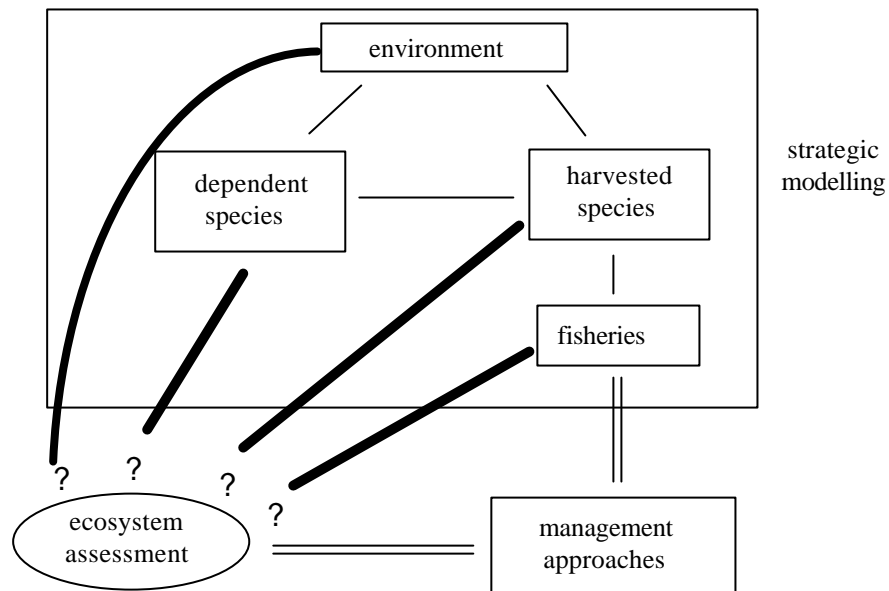 environment
strategic
modelling
dependent
species
harvested
species
fisheries
?
?
?
?
ecosystem
assessment
management
approaches